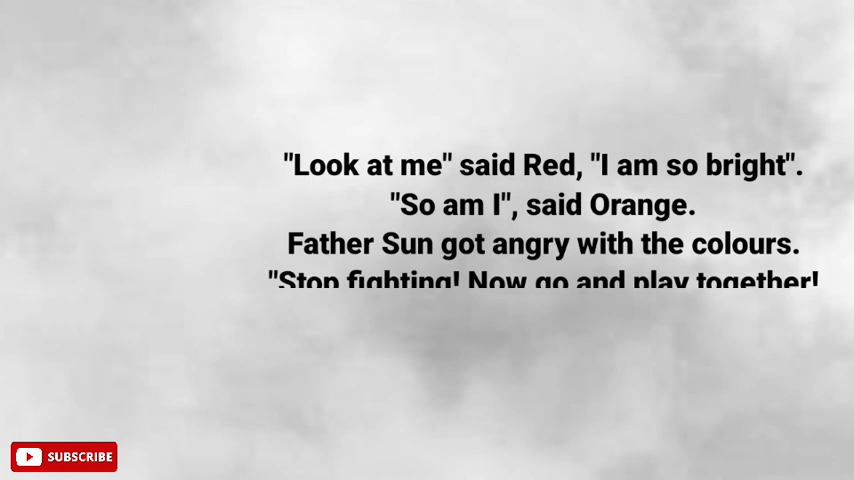 "Look at me" said Red, "I am so bright".
"So am I", said Orange.
Father Sun got angry with the colours.
"Stop fighting! Now go and play together!
SUBSCRIBE